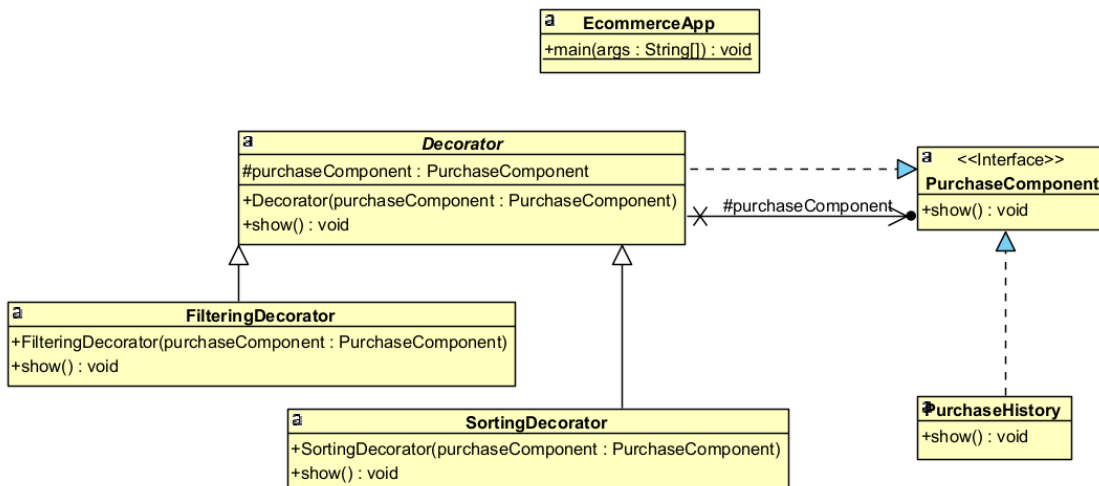 EcommerceApp
+main(args : String[]) : void
Decorator
#purchaseComponent : PurchaseComponent
+Decorator(purchaseComponent : PurchaseComponent)
+show() : void
#purchaseComponent
<<Interface>>
PurchaseComponent
+show() : void
FilteringDecorator
+FilteringDecorator(purchaseComponent : PurchaseComponent)
+show() : void
SortingDecorator
+SortingDecorator(purchaseComponent : PurchaseComponent)
+show() : void
PurchaseHistory
+show() : void